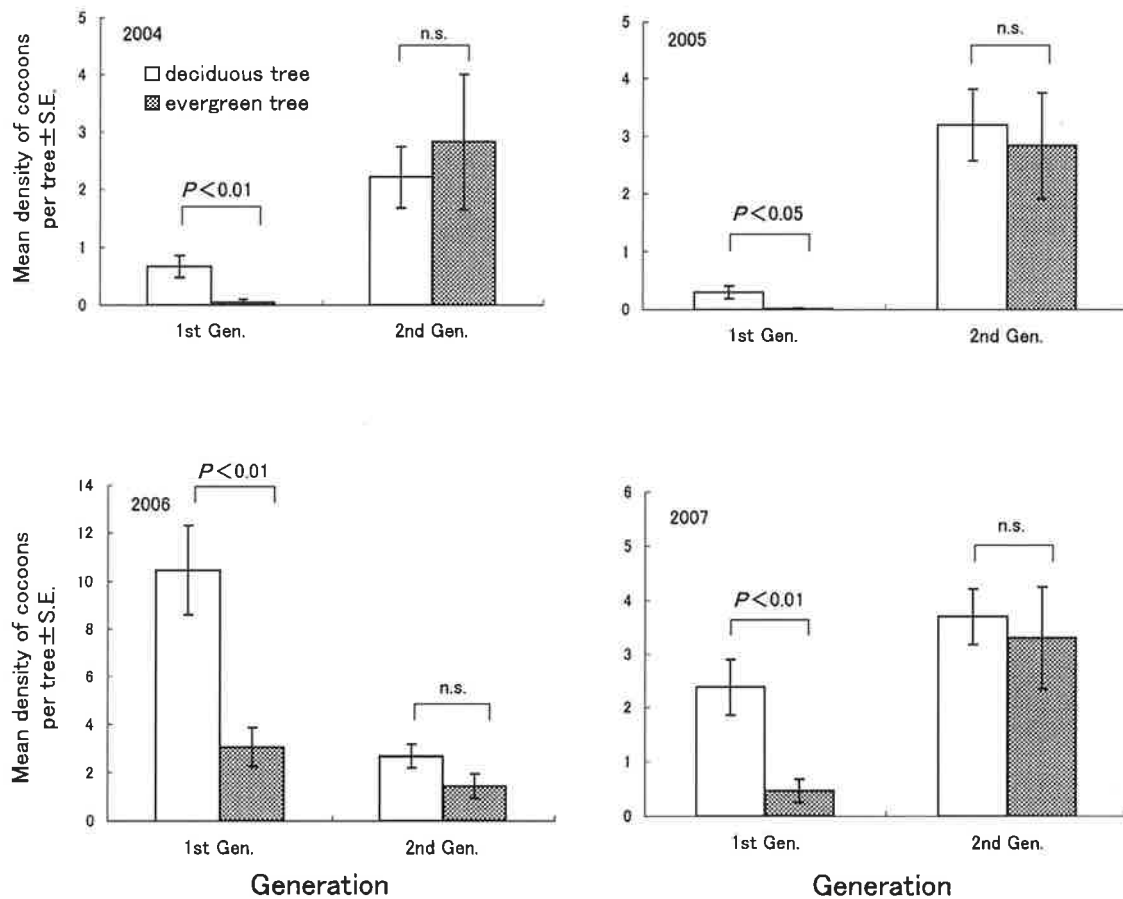 Mean density of cocoons
per tree±S.E.
5
4
3
2
1
0
2004
deciduous tree
evergreen tree
P<0.01
n.s.
1st Gen.
2nd Gen.
5
4
3
2
1
0
2005
P<0.05
n.s.
1st Gen.
2nd Gen.
Mean density of cocoons
per tree±S.E.
14
12
10
8
6
4
2
0
2006
P<0.01
n.s.
1st Gen.
2nd Gen.
Generation
6
5
4
3
2
1
0
2007
P<0.01
n.s.
1st Gen.
2nd Gen.
Generation